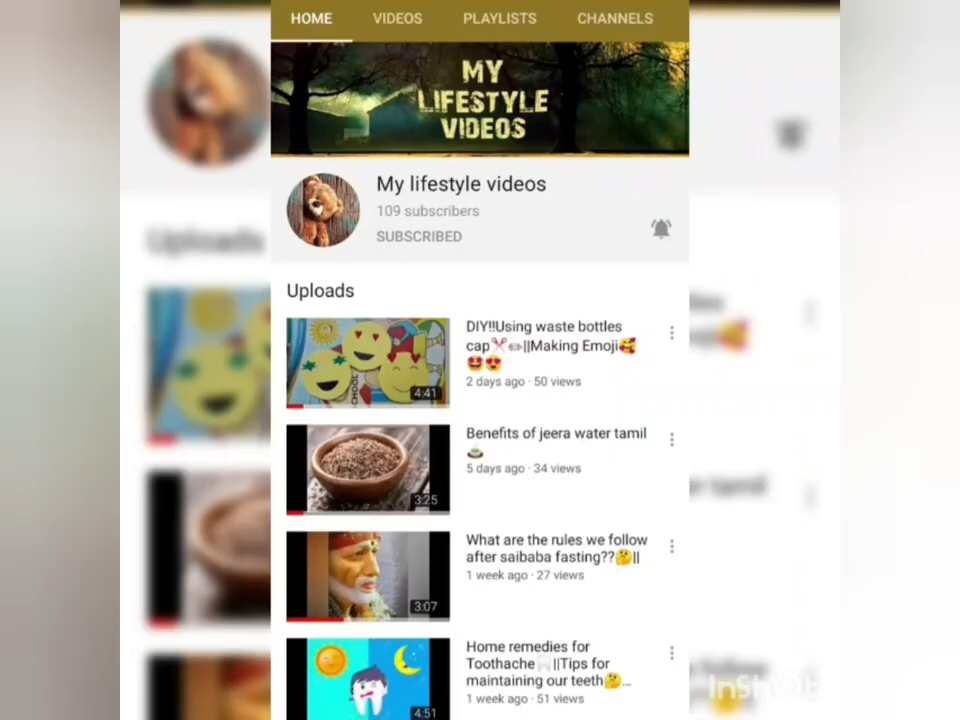 HOME VIDEOS PLAYLISTS CHANNELS
MY
LIFESTYLE
VIDEOS
My lifestyle videos
109 subscribers
SUBSCRIBED
Uploads
DIY!!Using waste bottles
cap✂️✏️||Making Emoji🥰
🤩😍
2 days ago · 50 views
4:41
SCHOOL
Benefits of jeera water tamil
🍵
5 days ago · 34 views
3:25
What are the rules we follow
after saibaba fasting??🤔||
1 week ago · 27 views
3:07
Home remedies for
Toothache🦷||Tips for
maintaining our teeth🤔...
1 week ago · 51 views
4:51
Uploads
InShOt